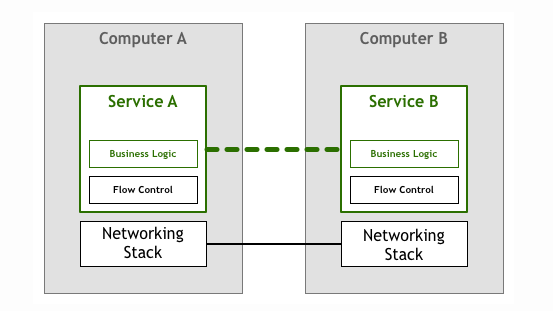 Computer A
Service A
Business Logic
Flow Control
Networking
Stack
Computer B
Service B
Business Logic
Flow Control
Networking
Stack